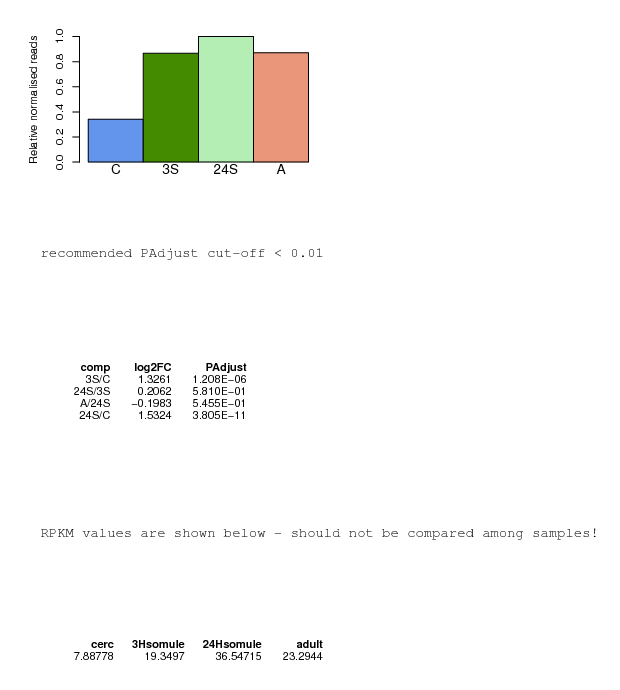 Relative normalised reads
1.0
0.8
0.6
0.4
0.2
0.0
C 3S 24S A
recommended PAdjust cut-off < 0.01
comp log2FC PAdjust
3S/C 1.3261 1.208E-06
24S/3S 0.2062 5.810E-01
A/24S -0.1983 5.455E-01
24S/C 1.5324 3.805E-11
RPKM values are shown below - should not be compared among samples!
cerc 3Hsomule 24Hsomule adult
7.88778 19.3497 36.54715 23.2944